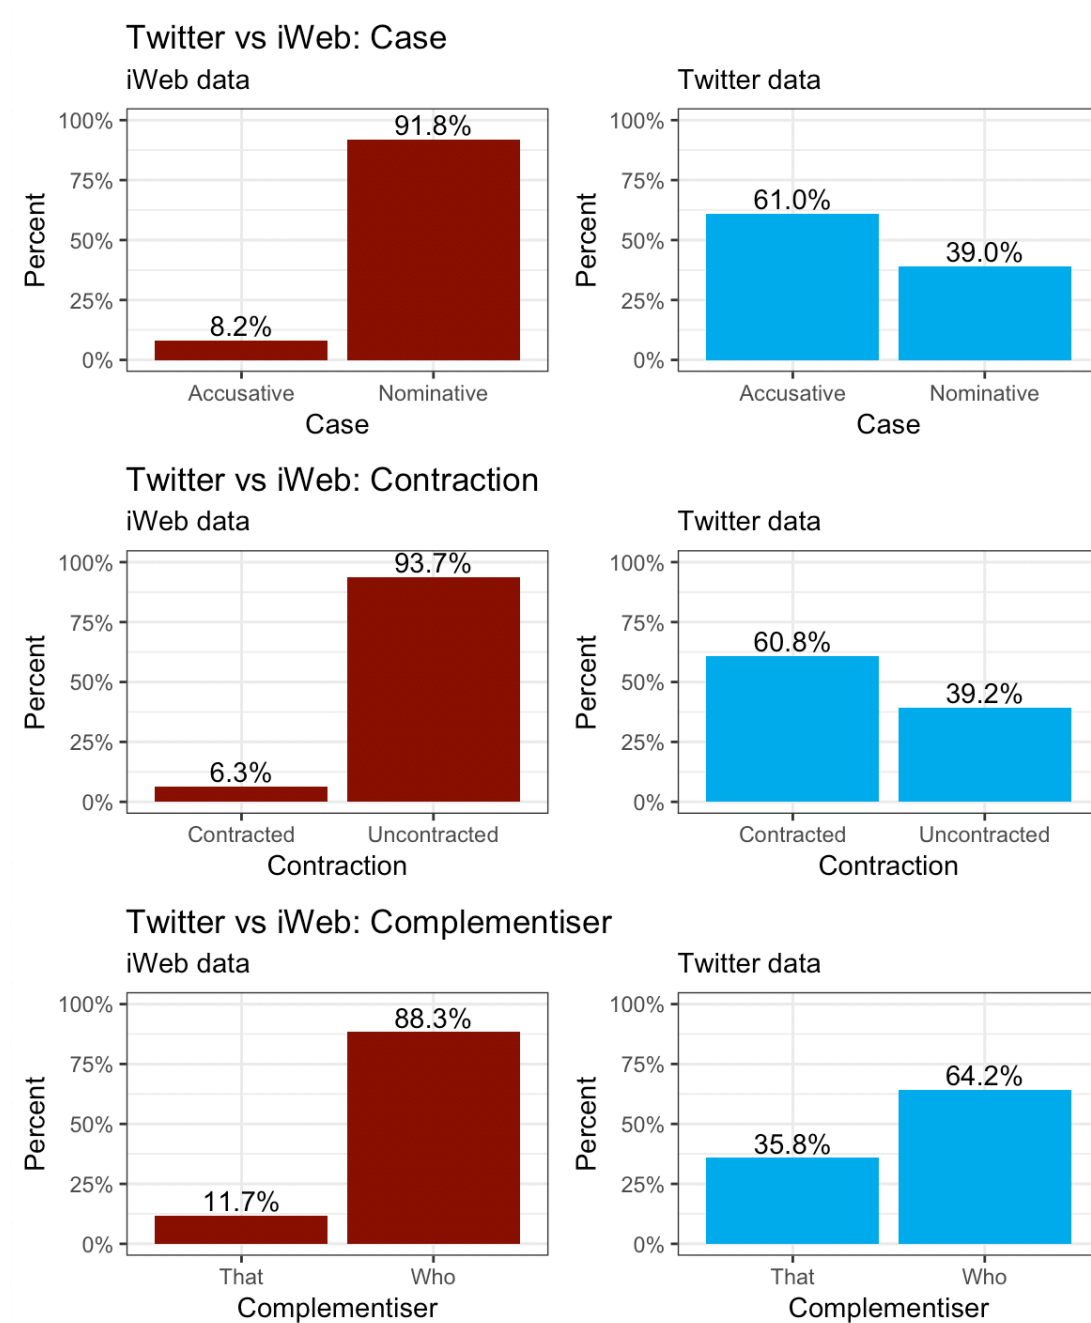 Twitter vs iWeb: Case
iWeb data
Twitter data
100%
75%
50%
25%
0%
Percent
8.2%
91.8%
Accusative
Nominative
Case
100%
75%
50%
25%
0%
Percent
61.0%
39.0%
Accusative
Nominative
Case
Twitter vs iWeb: Contraction
iWeb data
Twitter data
100%
75%
50%
25%
0%
Percent
6.3%
93.7%
Contracted
Uncontracted
Contraction
100%
75%
50%
25%
0%
Percent
60.8%
39.2%
Contracted
Uncontracted
Contraction
Twitter vs iWeb: Complementiser
iWeb data
Twitter data
100%
75%
50%
25%
0%
Percent
11.7%
88.3%
That
Who
Complementiser
100%
75%
50%
25%
0%
Percent
35.8%
64.2%
That
Who
Complementiser